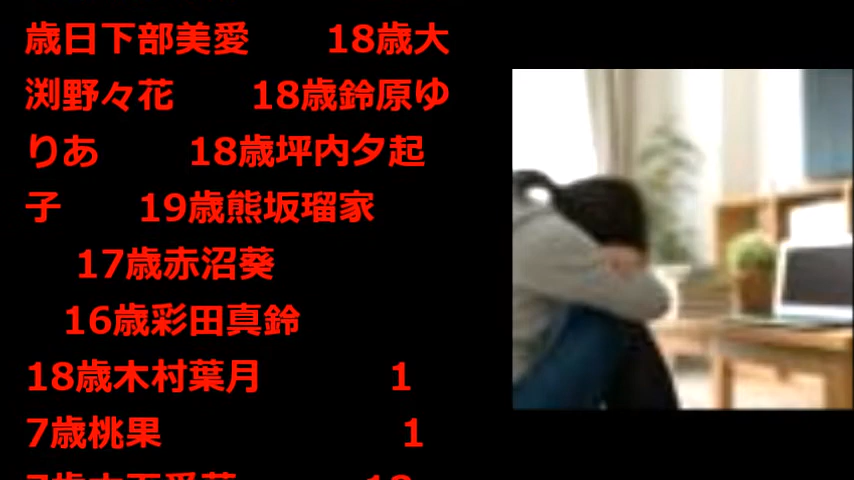 歳日下部美愛　　18歳大
渕野々花　　18歳鈴原ゆ
りあ　　18歳坪内夕起
子　　19歳熊坂瑠家
17歳赤沼葵
16歳彩田真鈴
18歳木村葉月　　　1
7歳桃果　　　　　　1